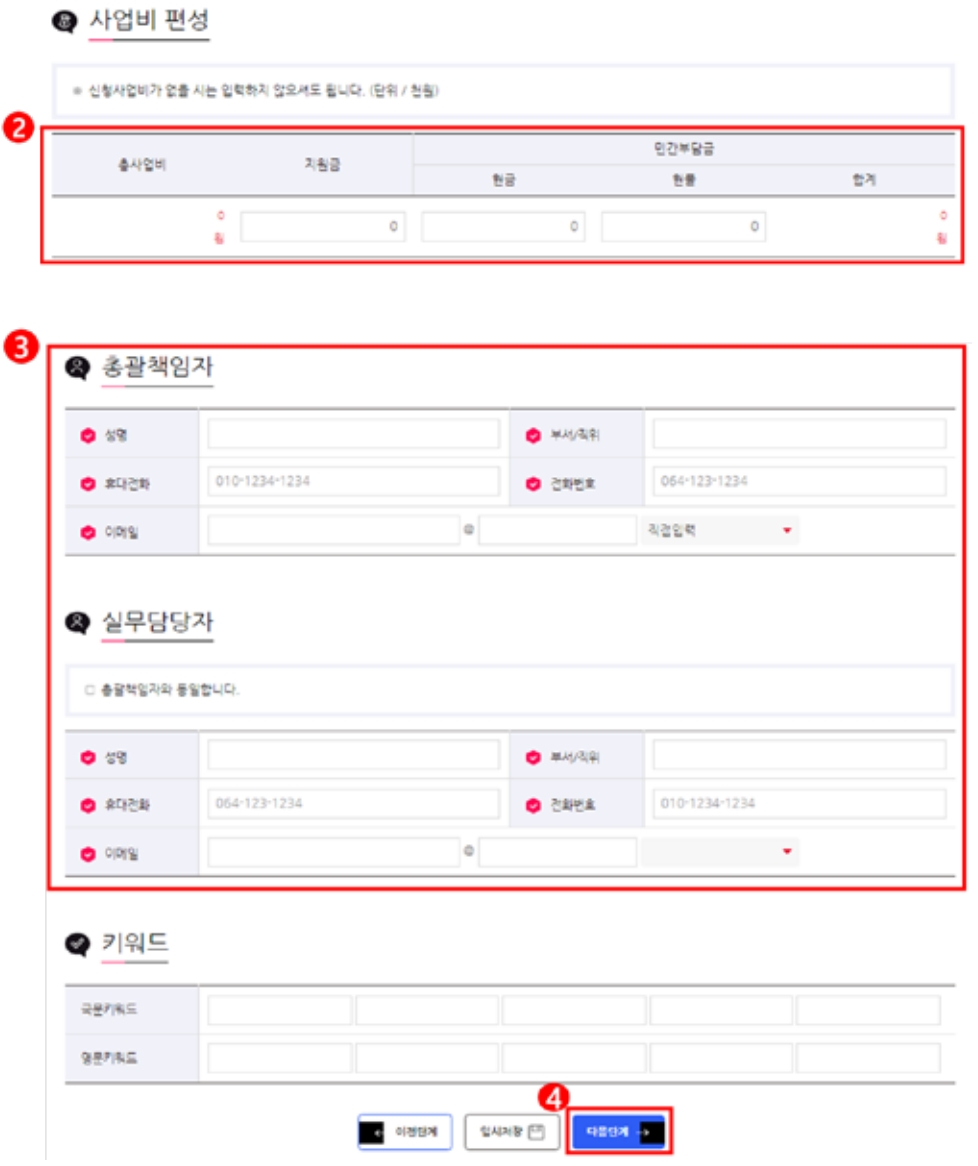 사업비 편성
※ 신청사업비가 없을 시는 입력하지 않으셔도 됩니다. (단위 / 천원)
2
총사업비 지원금 민간부담금
현금 현물 합계
0 원 0 0 0 0 원
3
총괄책임자
성명 부서/직위
휴대전화 010-1234-1234 전화번호 064-123-1234
이메일 @ 직접입력
실무담당자
□ 총괄책임자와 동일합니다.
성명 부서/직위
휴대전화 064-123-1234 전화번호 010-1234-1234
이메일 @
키워드
국문키워드
영문키워드
4
← 이전단계 임시저장 다음단계 →